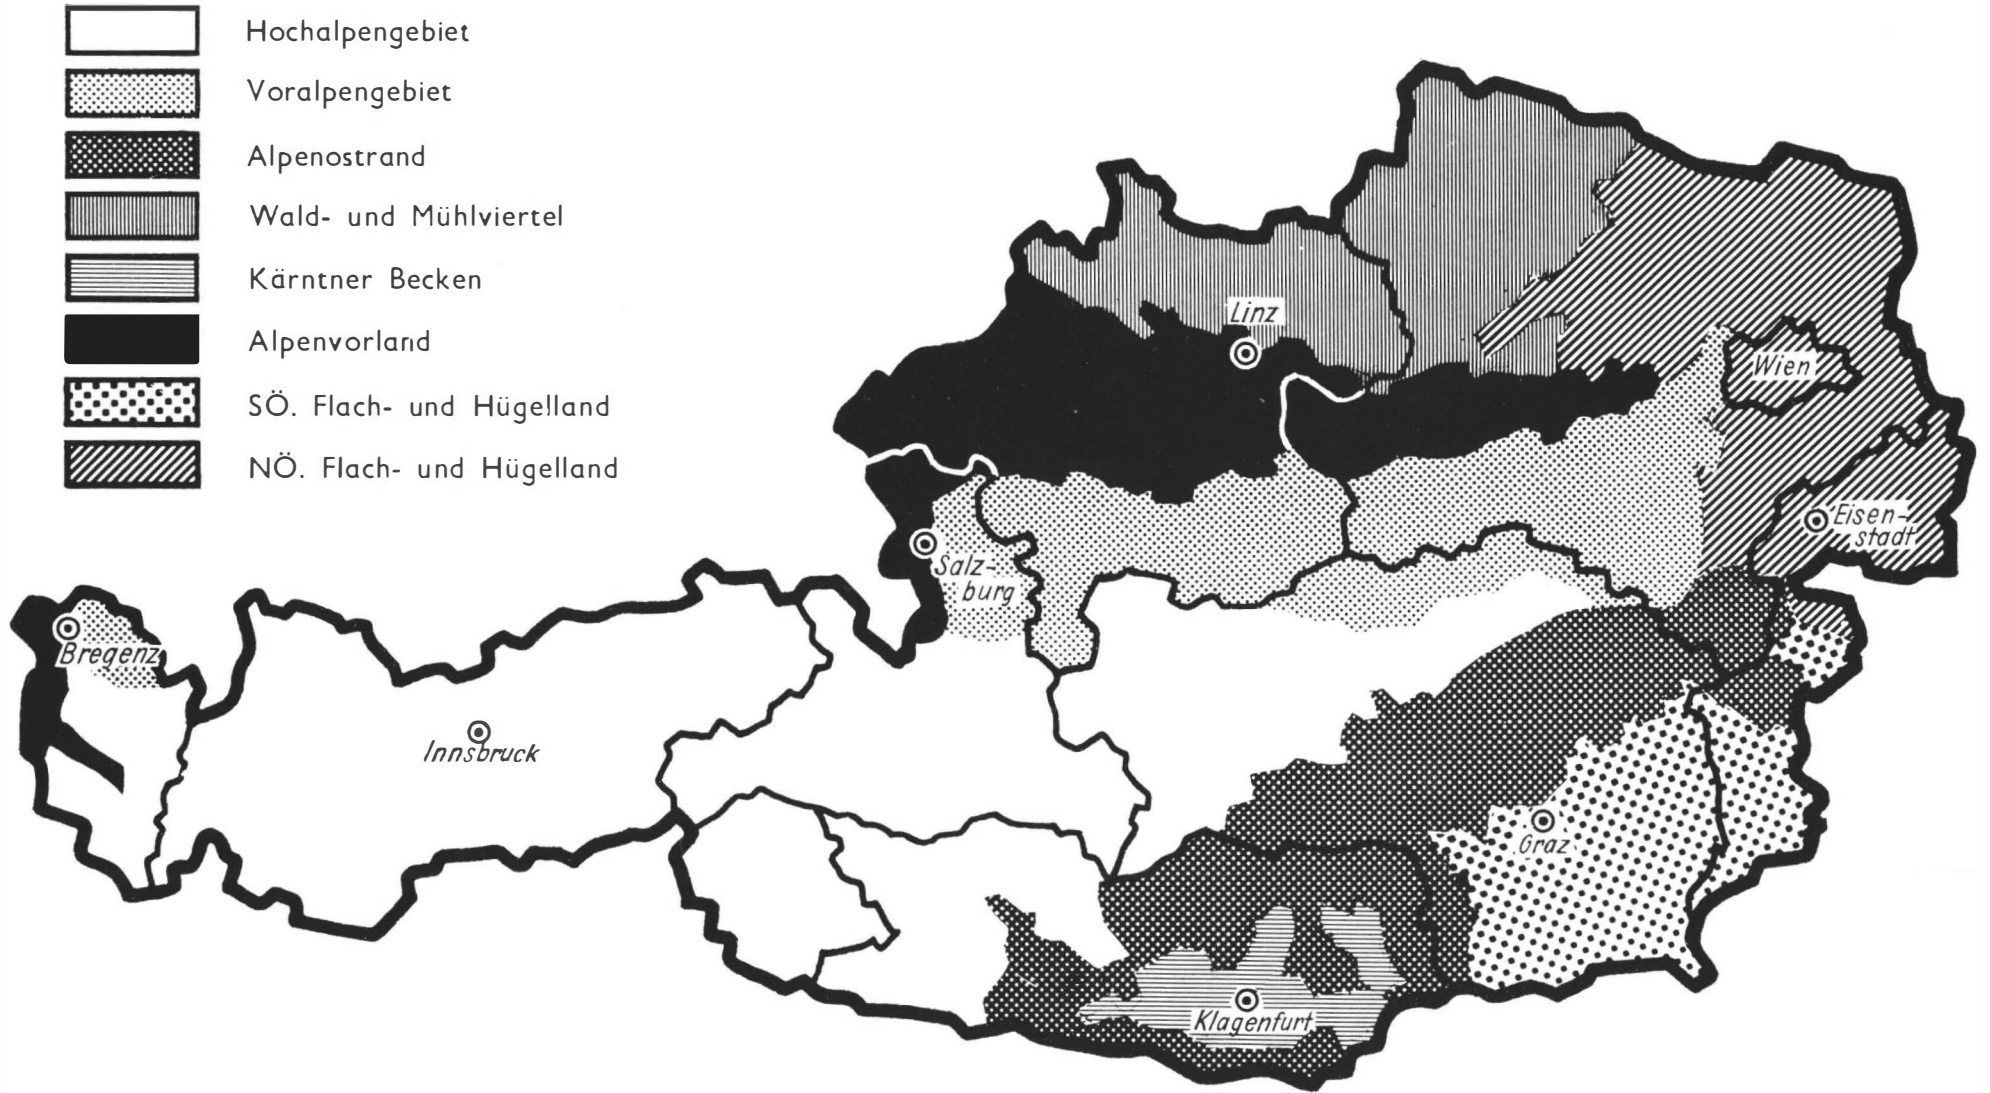 Hochalpengebiet
Voralpengebiet
Alpenostrand
Wald- und Mühlviertel
Kärntner Becken
Alpenvorland
SÖ. Flach- und Hügelland
NÖ. Flach- und Hügelland
Linz
Wien
Eisen-
stadt
Salz-
burg
Bregenz
Innsbruck
Graz
Klagenfurt